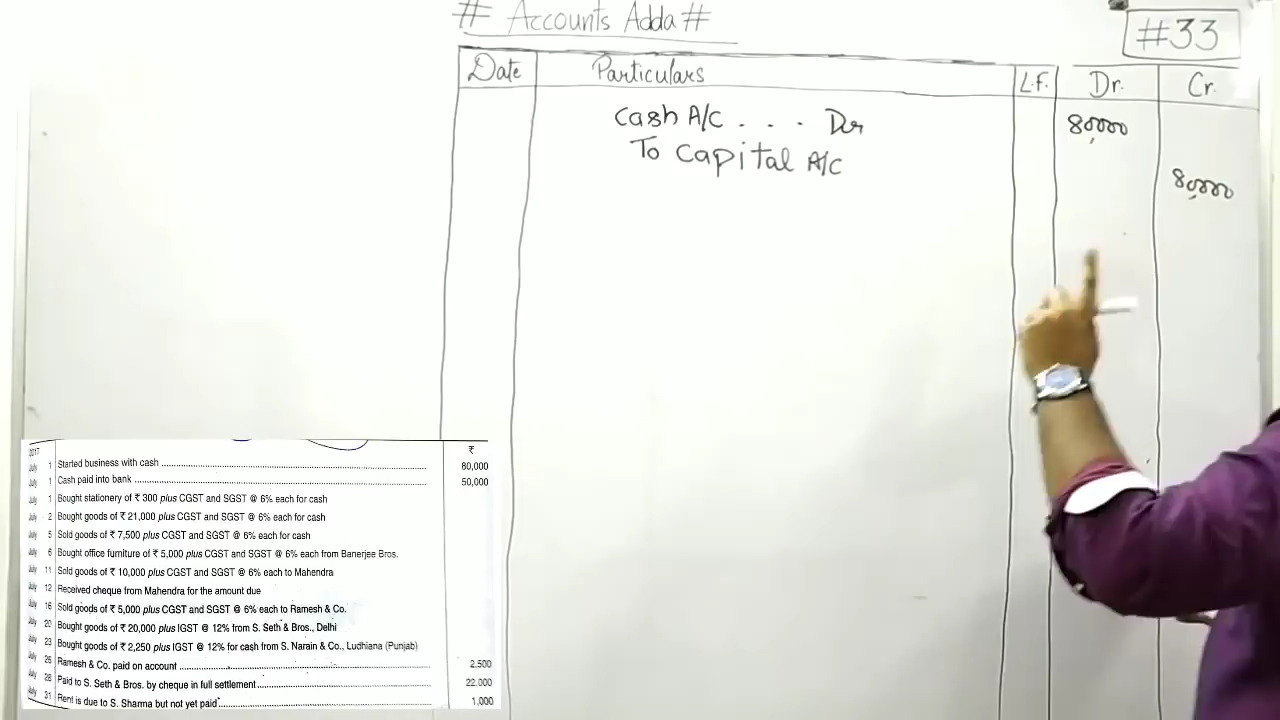 # Accounts Adda #
#33
Date Particulars L.F. Dr. Cr.
Cash A/C . . . Dr 80,000
To Capital A/C
80,000
2017 ₹
July 1 Started business with cash 80,000
July 1 Cash paid into bank 50,000
July 1 Bought stationery of ₹ 300 plus CGST and SGST @ 6% each for cash
July 2 Bought goods of ₹ 21,000 plus CGST and SGST @ 6% each for cash
July 5 Sold goods of ₹ 7,500 plus CGST and SGST @ 6% each for cash
July 6 Bought office furniture of ₹ 5,000 plus CGST and SGST @ 6% each from Banerjee Bros.
July 11 Sold goods of ₹ 10,000 plus CGST and SGST @ 6% each to Mahendra
July 12 Received cheque from Mahendra for the amount due
July 16 Sold goods of ₹ 5,000 plus CGST and SGST @ 6% each to Ramesh & Co.
July 20 Bought goods of ₹ 20,000 plus IGST @ 12% from S. Seth & Bros., Delhi
July 23 Bought goods of ₹ 2,250 plus IGST @ 12% for cash from S. Narain & Co., Ludhiana (Punjab)
July 26 Ramesh & Co. paid on account 2,500
July 28 Paid to S. Seth & Bros. by cheque in full settlement 22,000
July 31 Rent is due to S. Sharma but not yet paid 1,000